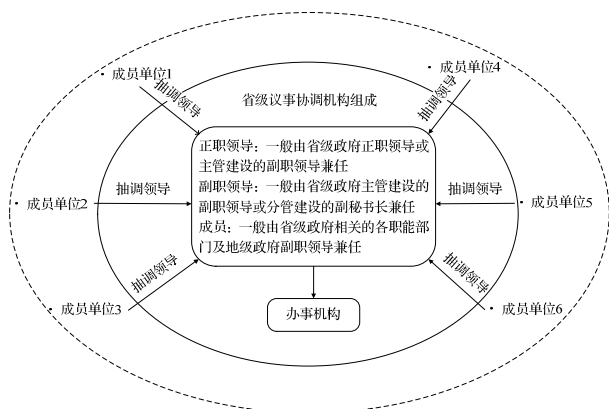 · 成员单位1
· 成员单位4
抽调领导
抽调领导
省级议事协调机构组成
正职领导：一般由省级政府正职领导或
主管建设的副职领导兼任
副职领导：一般由省级政府主管建设的
副职领导或分管建设的副秘书长兼任
成员：一般由省级政府相关的各职能部
门及地级政府副职领导兼任
· 成员单位2
抽调领导
抽调领导
· 成员单位5
抽调领导
抽调领导
· 成员单位3
办事机构
· 成员单位6